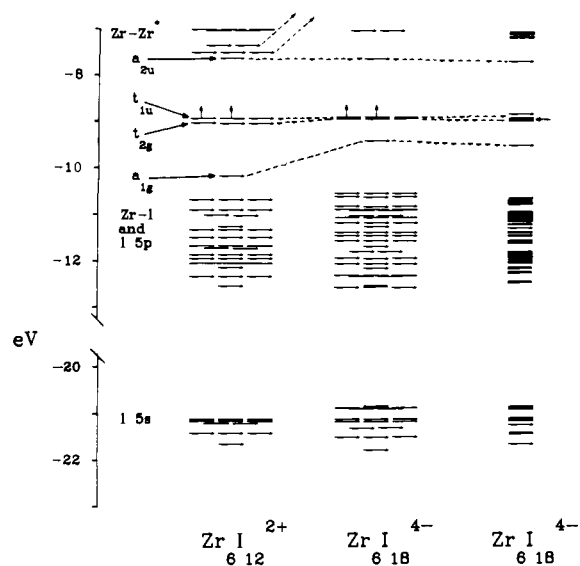 Zr-Zr*
-8
a2u
t1u
t2g
-10
a1g
Zr-I
and
I 5p
-12
eV
-20
I 5s
-22
Zr6I12 2+
Zr6I18 4-
Zr6I18 4-